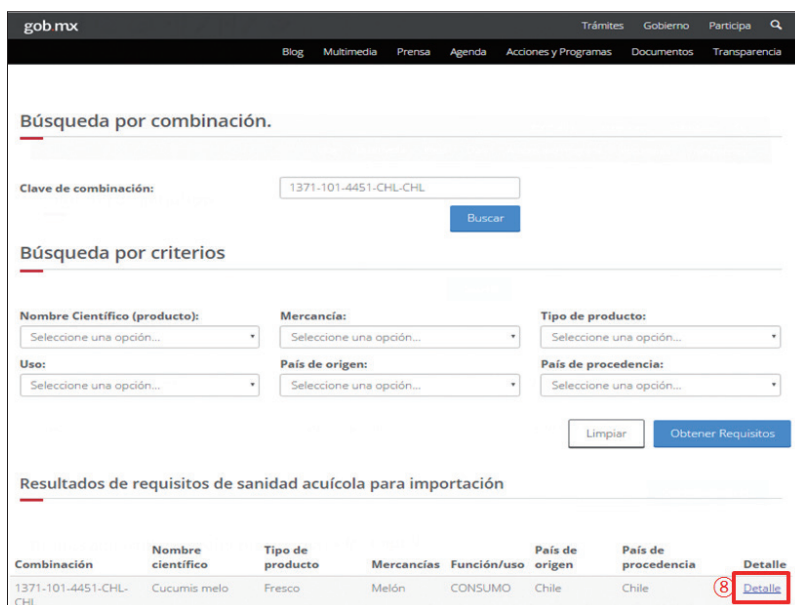 gob mx Trámites Gobierno Participa
Blog Multimedia Prensa Agenda Acciones y Programas Documentos Transparencia
Búsqueda por combinación.
Clave de combinación: 1371-101-4451-CHL-CHL
Buscar
Búsqueda por criterios
Nombre Científico (producto): Mercancía: Tipo de producto:
Seleccione una opción... Seleccione una opción... Seleccione una opción...
Uso: País de origen: País de procedencia:
Seleccione una opción... Seleccione una opción... Seleccione una opción...
Limpiar Obtener Requisitos
Resultados de requisitos de sanidad acuícola para importación
Combinación Nombre científico Tipo de producto Mercancías Función/uso País de origen País de procedencia Detalle
1371-101-4451-CHL-CHL Cucumis melo Fresco Melón CONSUMO Chile Chile ⑧ Detalle